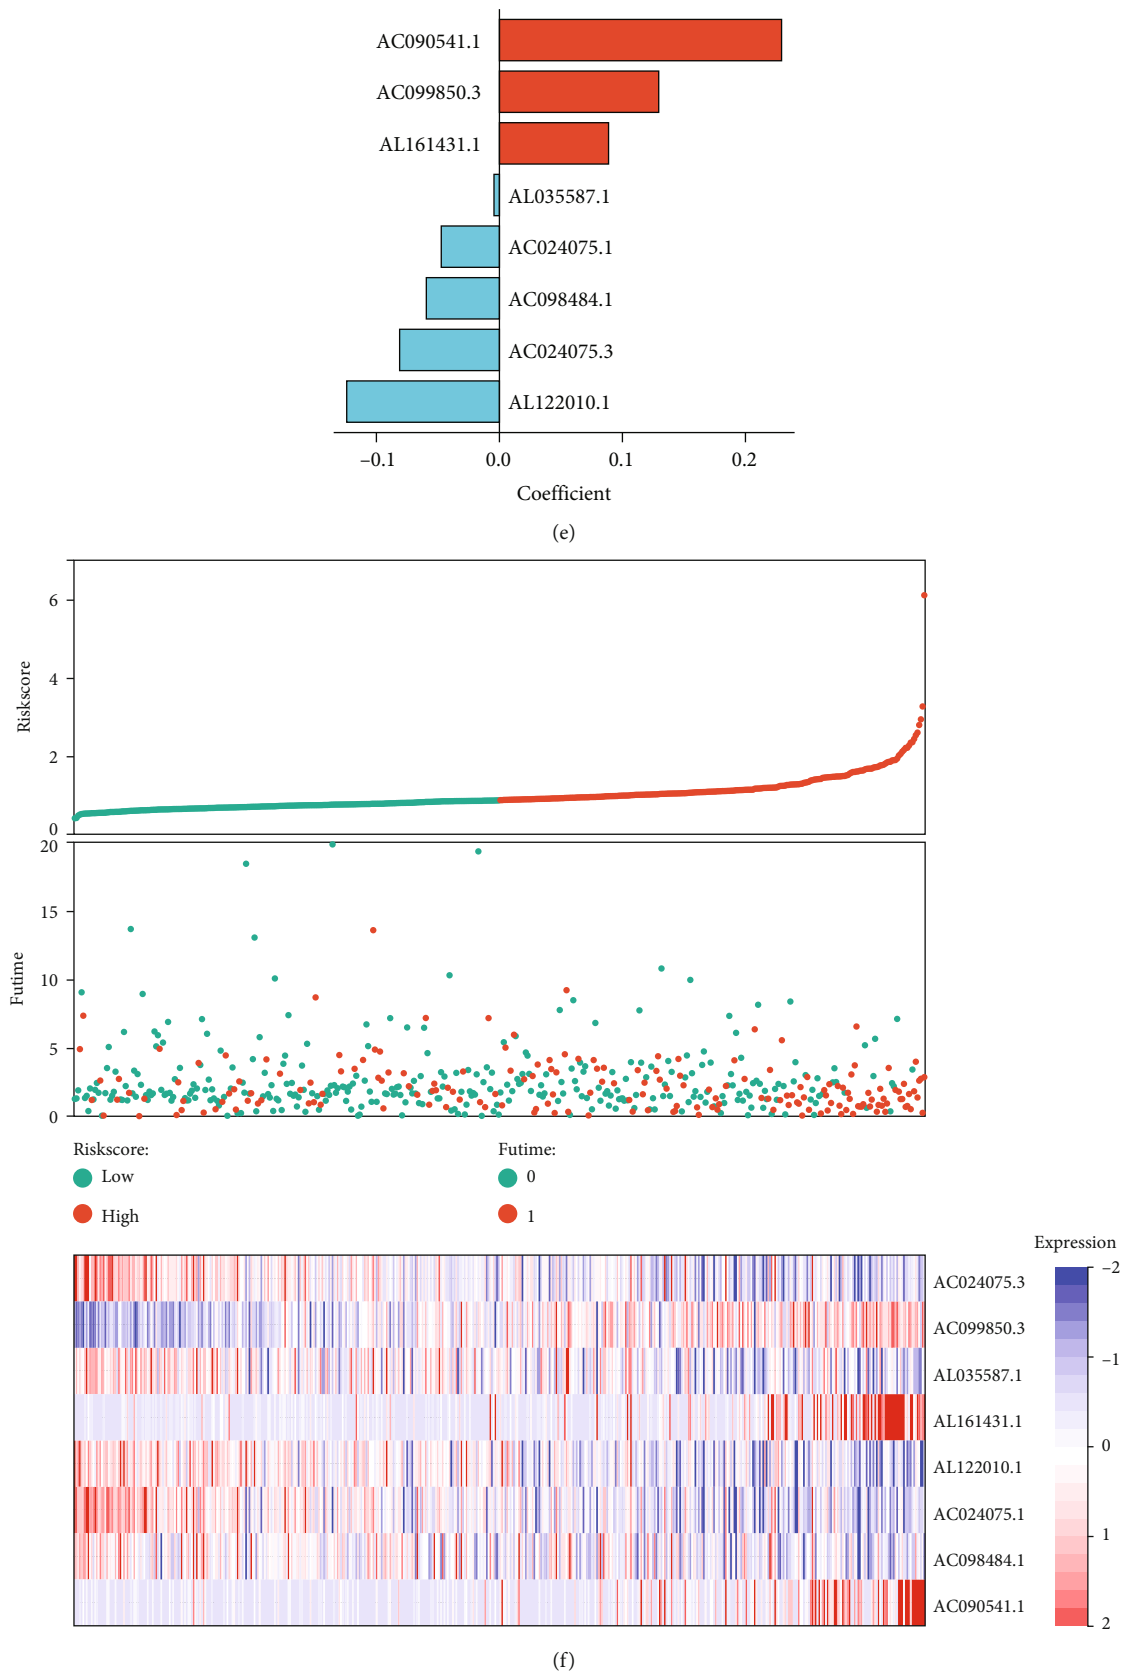 AC090541.1
AC099850.3
AL161431.1
AL035587.1
AC024075.1
AC098484.1
AC024075.3
AL122010.1
–0.1 0.0 0.1 0.2
Coefficient
(e)
Riskscore
6
4
2
0
Futime
20
15
10
5
0
Riskscore: Futime:
Low 0
High 1
Expression
AC024075.3
AC099850.3
AL035587.1
AL161431.1
AL122010.1
AC024075.1
AC098484.1
AC090541.1
–2
–1
0
1
2
(f)